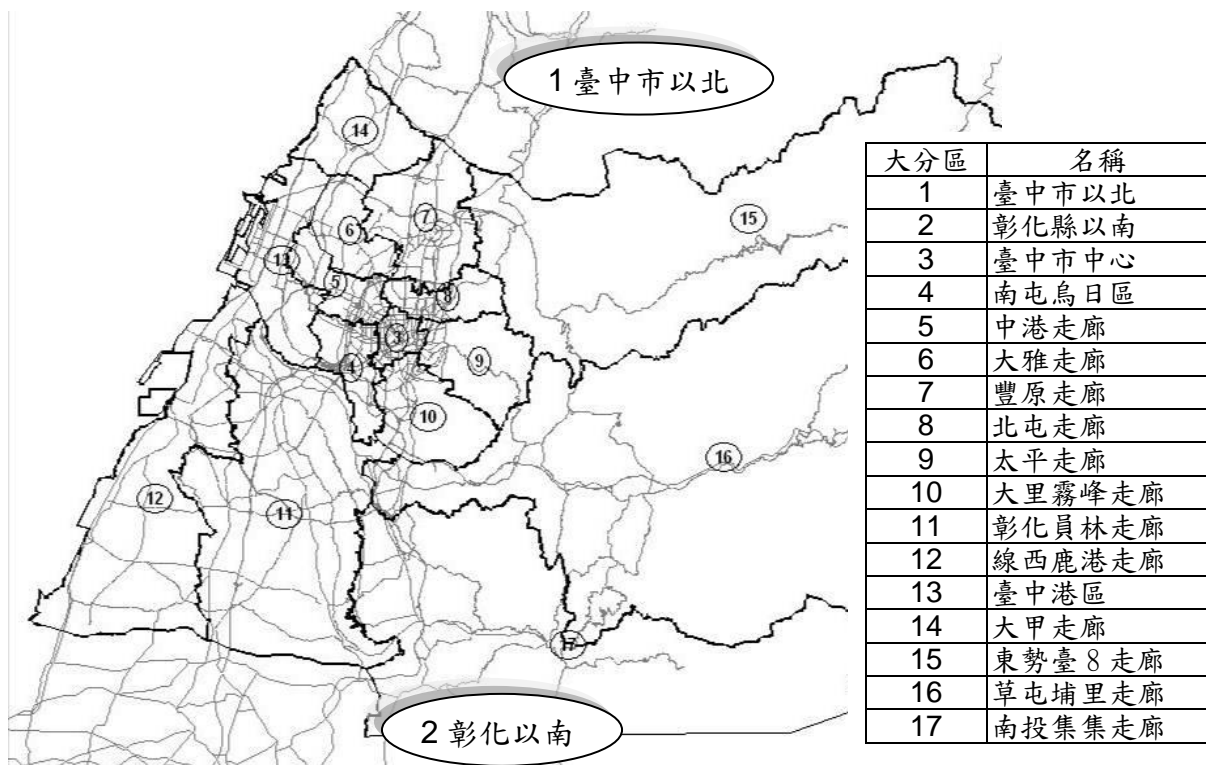 1 臺中市以北
14
15
7
6
13
5
8
3
9
4
10
16
12
11
17
2 彰化以南
大分區 名稱
1 臺中市以北
2 彰化縣以南
3 臺中市中心
4 南屯烏日區
5 中港走廊
6 大雅走廊
7 豐原走廊
8 北屯走廊
9 太平走廊
10 大里霧峰走廊
11 彰化員林走廊
12 線西鹿港走廊
13 臺中港區
14 大甲走廊
15 東勢臺 8 走廊
16 草屯埔里走廊
17 南投集集走廊